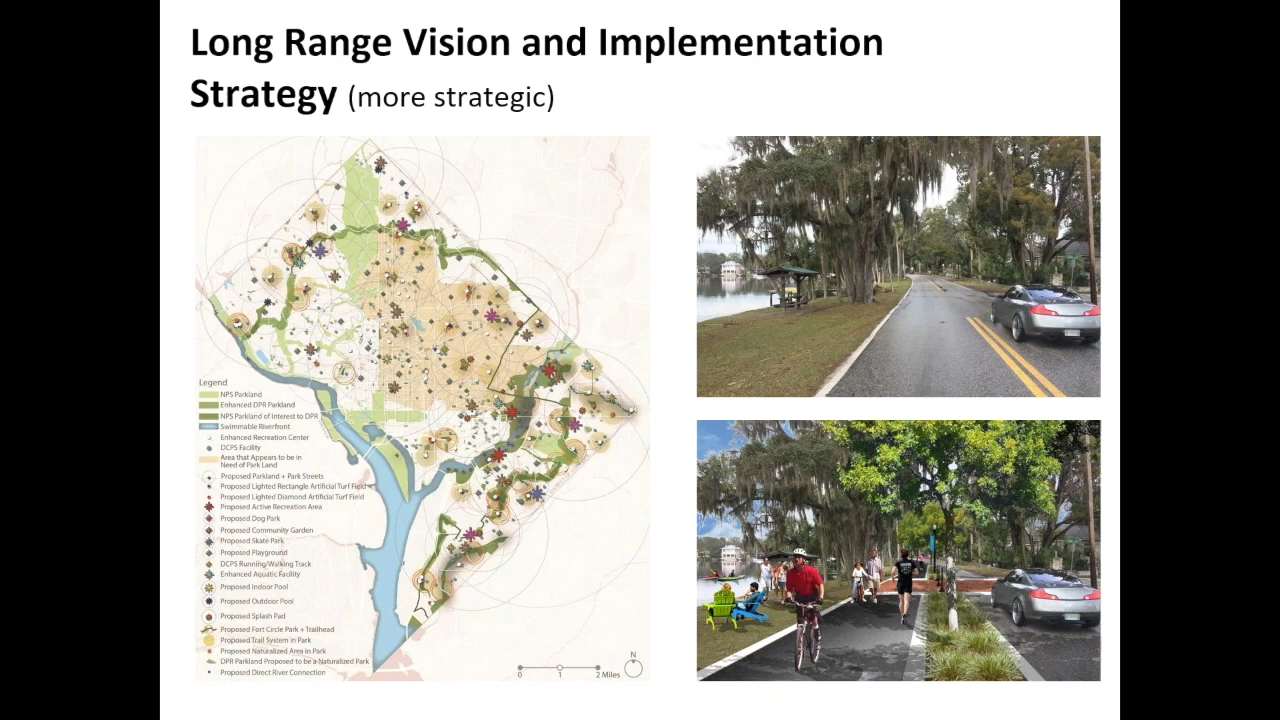 Long Range Vision and Implementation
Strategy (more strategic)
Legend
NPS Parkland
Enhanced DPR Parkland
NPS Parkland of Interest to DPR
Swimmable Riverfront
Enhanced Recreation Center
DCPS Facility
Area that Appears to be in
Need of Park Land
Proposed Parkland + Park Streets
Proposed Lighted Rectangle Artificial Turf Field
Proposed Lighted Diamond Artificial Turf Field
Proposed Active Recreation Area
Proposed Dog Park
Proposed Community Garden
Proposed Skate Park
Proposed Playground
DCPS Running/Walking Track
Enhanced Aquatic Facility
Proposed Indoor Pool
Proposed Outdoor Pool
Proposed Splash Pad
Proposed Fort Circle Park + Trailhead
Proposed Trail System in Park
Proposed Naturalized Area in Park
DPR Parkland Proposed to be a Naturalized Park
Proposed Direct River Connection
N
0 1 2 Miles